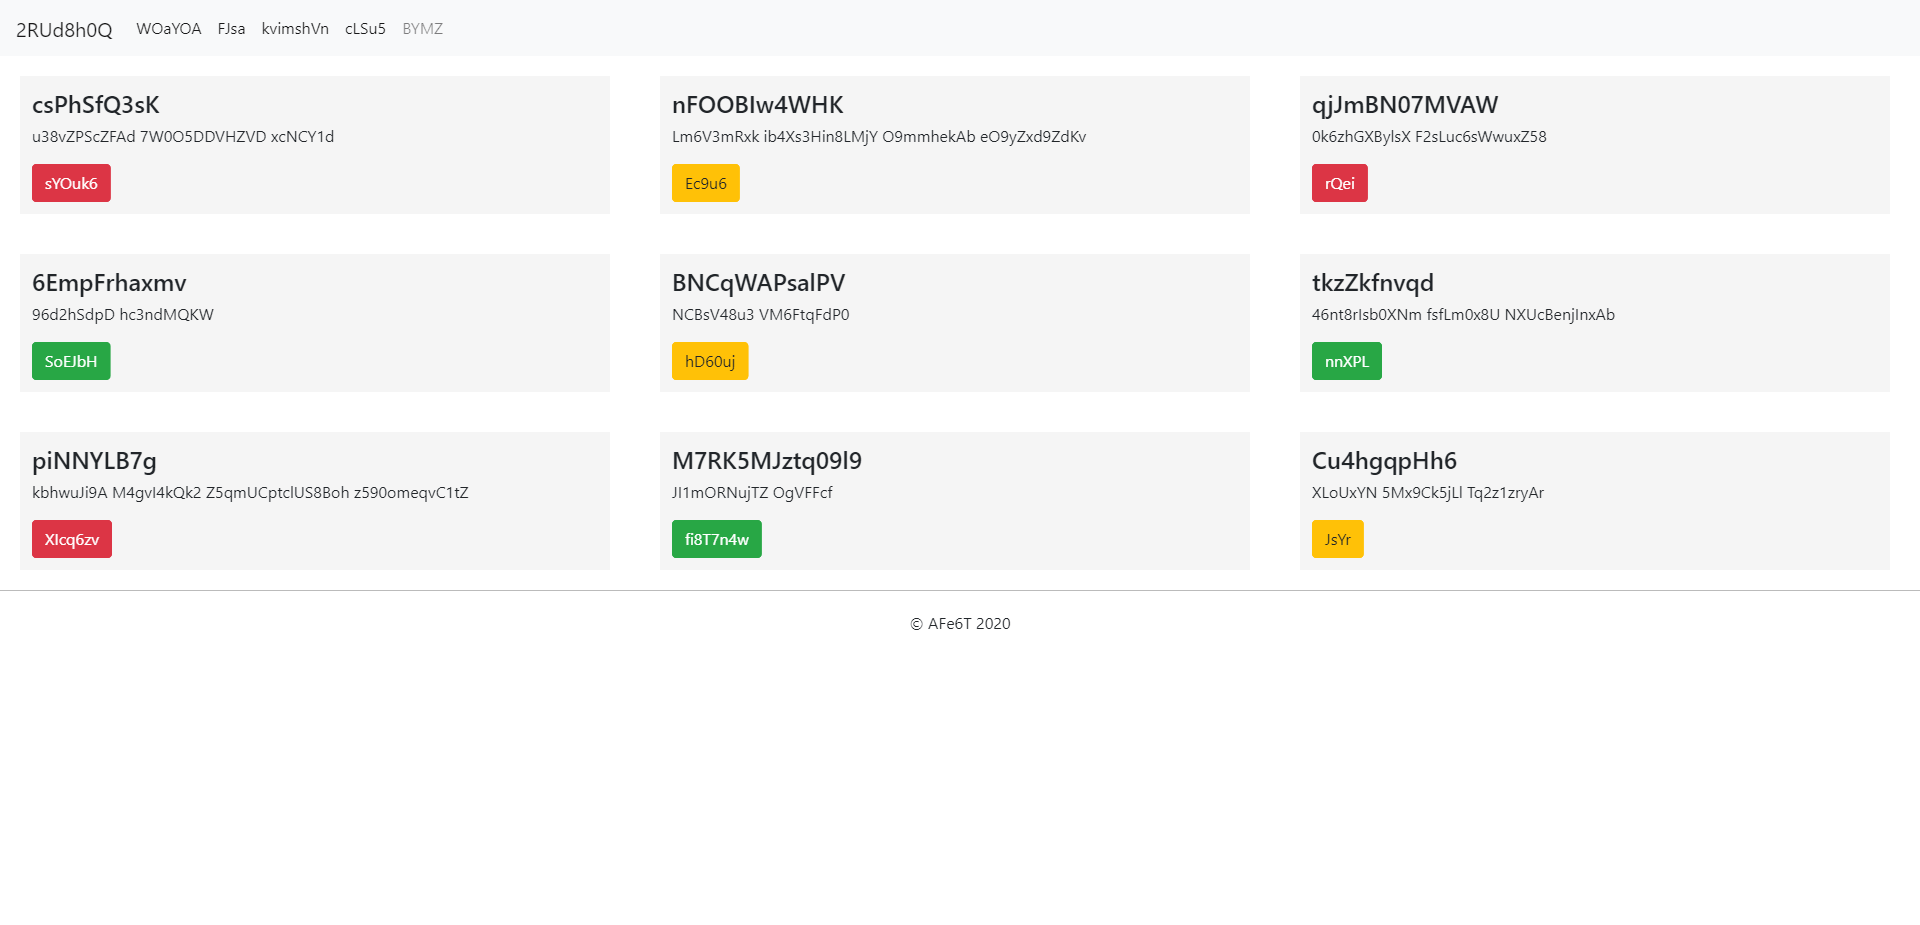 2RUd8h0Q WOaYOA FJsa kvimshVn cLSu5 BYMZ
csPhSfQ3sK
u38vZPScZFAd 7W0O5DDVHZVD xcNCY1d
sYOuk6
nFOOBIw4WHK
Lm6V3mRxk ib4Xs3Hin8LMjY O9mmhekAb eO9yZxd9ZdKv
Ec9u6
qjJmBN07MVAW
0k6zhGXBylsX F2sLuc6sWwuxZ58
rQei
6EmpFrhaxmv
96d2hSdpD hc3ndMQKW
SoEJbH
BNCqWAPsalPV
NCBsV48u3 VM6FtqFdP0
hD60uj
tkzZkfnvqd
46nt8rIsb0XNm fsfLm0x8U NXUcBenjInxAb
nnXPL
piNNYLB7g
kbhwuJi9A M4gvI4kQk2 Z5qmUCptclUS8Boh z590omeqvC1tZ
XIcq6zv
M7RK5MJztq09l9
JI1mORNujTZ OgVFFcf
fi8T7n4w
Cu4hgqpHh6
XLoUxYN 5Mx9Ck5jLl Tq2z1zryAr
JsYr
© AFe6T 2020